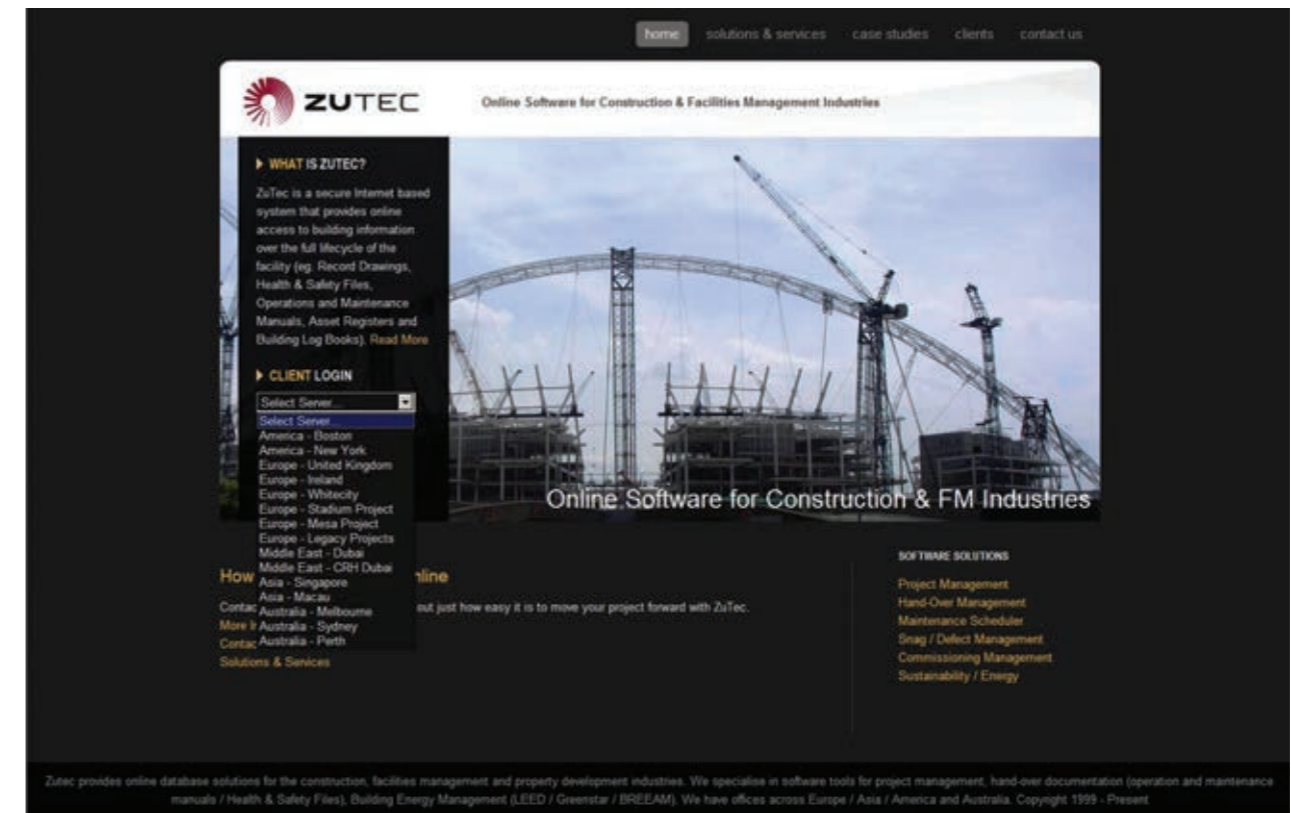 home solutions & services case studies clients contact us
ZUTEC
Online Software for Construction & Facilities Management Industries
WHAT IS ZUTEC?
ZuTec is a secure Internet based
system that provides online
access to building information
over the full lifecycle of the
facility (eg. Record Drawings,
Health & Safety Files,
Operations and Maintenance
Manuals, Asset Registers and
Building Log Books). Read More
CLIENT LOGIN
Select Server...
Select Server...
America - Boston
America - New York
Europe - United Kingdom
Europe - Ireland
Europe - Whitecity
Europe - Stadium Project
Europe - Mesa Project
Europe - Legacy Projects
Middle East - Dubai
Middle East - CRH Dubai
Asia - Singapore
Asia - Macau
Australia - Melbourne
Australia - Sydney
Australia - Perth
Online Software for Construction & FM Industries
How
out just how easy it is to move your project forward with ZuTec.
More
Solutions & Services
SOFTWARE SOLUTIONS
Project Management
Hand-Over Management
Maintenance Scheduler
Snag / Defect Management
Commissioning Management
Sustainability / Energy
Zutec provides online database solutions for the construction, facilities management and property development industries. We specialise in software tools for project management, hand-over documentation (operation and maintenance
manuals / Health & Safety Files), Building Energy Management (LEED / Greenstar / BREEAM). We have offices across Europe / Asia / America and Australia. Copyright 1999 - Present